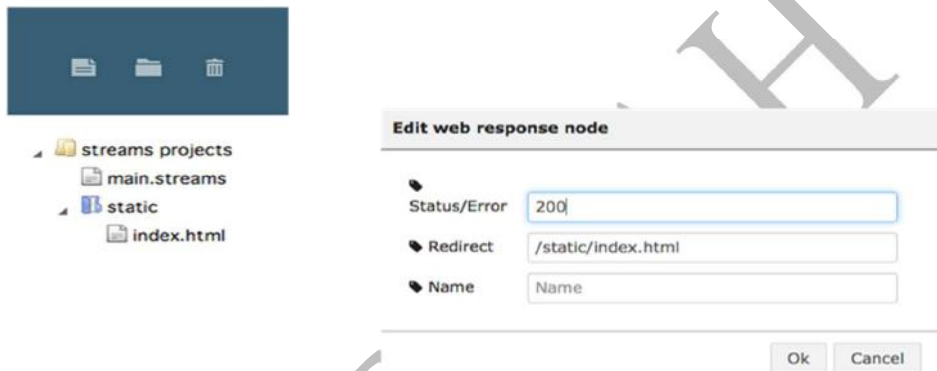 streams projects
main.streams
static
index.html
Edit web response node
Status/Error 200
Redirect /static/index.html
Name Name
Ok Cancel